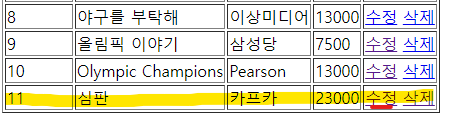 8 야구를 부탁해 이상미디어 13000 수정 삭제
9 올림픽 이야기 삼성당 7500 수정 삭제
10 Olympic Champions Pearson 13000 수정 삭제
11 심판 카프카 23000 수정 삭제